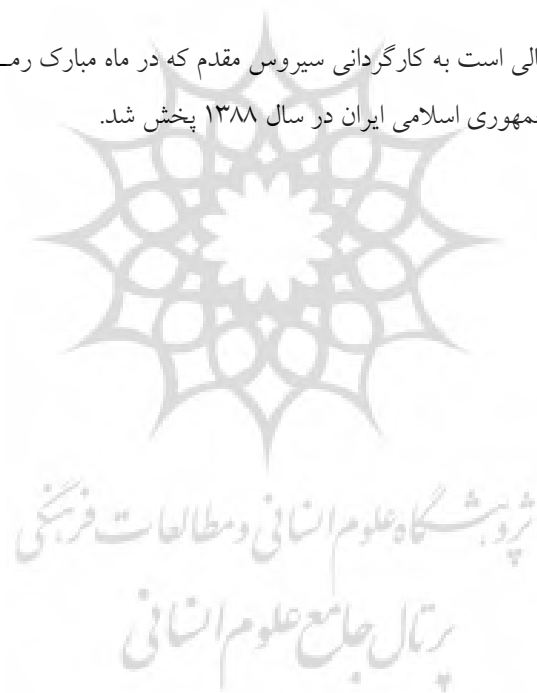 الی است به کارگردانی سیروس مقدم که در ماه مبارک رمـ
مهوری اسلامی ایران در سال ۱۳۸۸ پخش شد.
پژوهشگاه علوم انسانی و مطالعات فرهنگی
پرتال جامع علوم انسانی